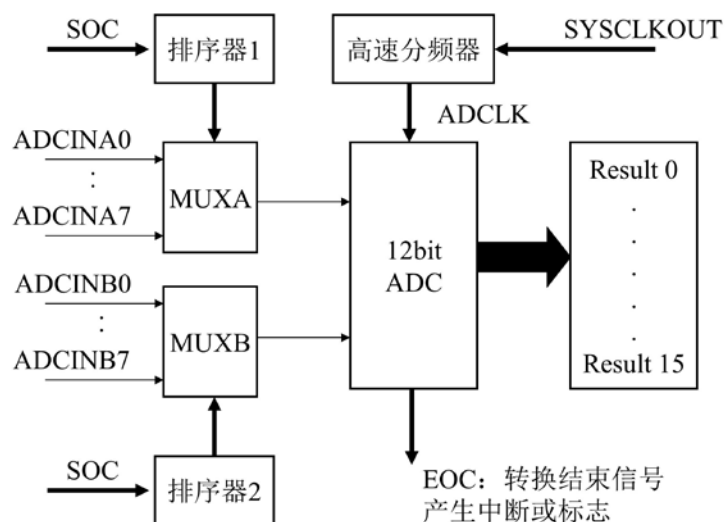 SOC
排序器1
高速分频器
SYSCLKOUT
ADCLK
ADCINA0
⋮
ADCINA7
MUXA
12bit
ADC
Result 0
.
.
.
.
.
Result 15
ADCINB0
⋮
ADCINB7
MUXB
SOC
排序器2
EOC：转换结束信号
产生中断或标志